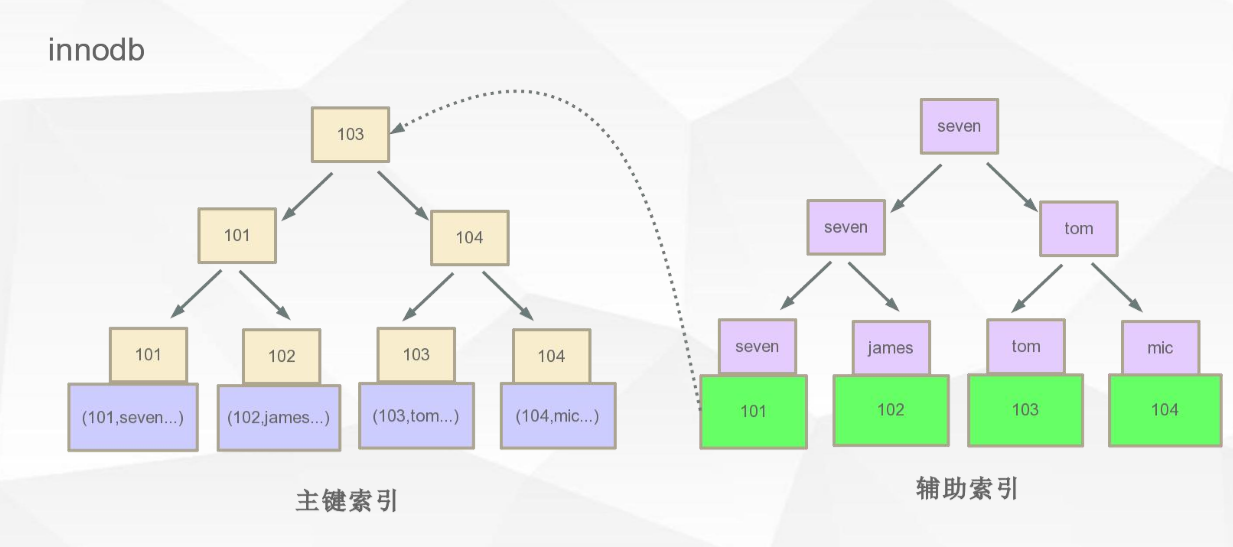 innodb
103
101
104
101
102
103
104
(101,seven...)
(102,james...)
(103,tom...)
(104,mic...)
主键索引
seven
seven
tom
seven
james
tom
mic
101
102
103
104
辅助索引